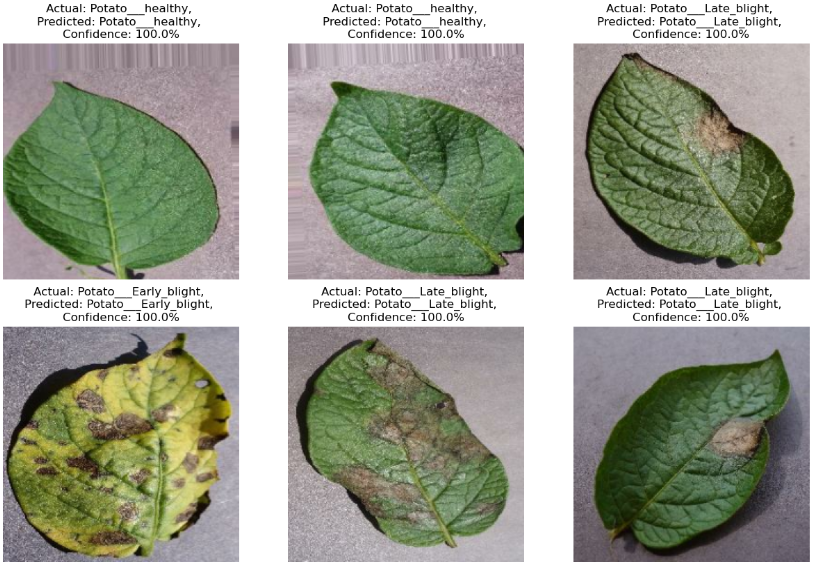 Actual: Potato___healthy,
Predicted: Potato___healthy,
Confidence: 100.0%
Actual: Potato___healthy,
Predicted: Potato___healthy,
Confidence: 100.0%
Actual: Potato___Late_blight,
Predicted: Potato___Late_blight,
Confidence: 100.0%
Actual: Potato___Early_blight,
Predicted: Potato___Early_blight,
Confidence: 100.0%
Actual: Potato___Late_blight,
Predicted: Potato___Late_blight,
Confidence: 100.0%
Actual: Potato___Late_blight,
Predicted: Potato___Late_blight,
Confidence: 100.0%